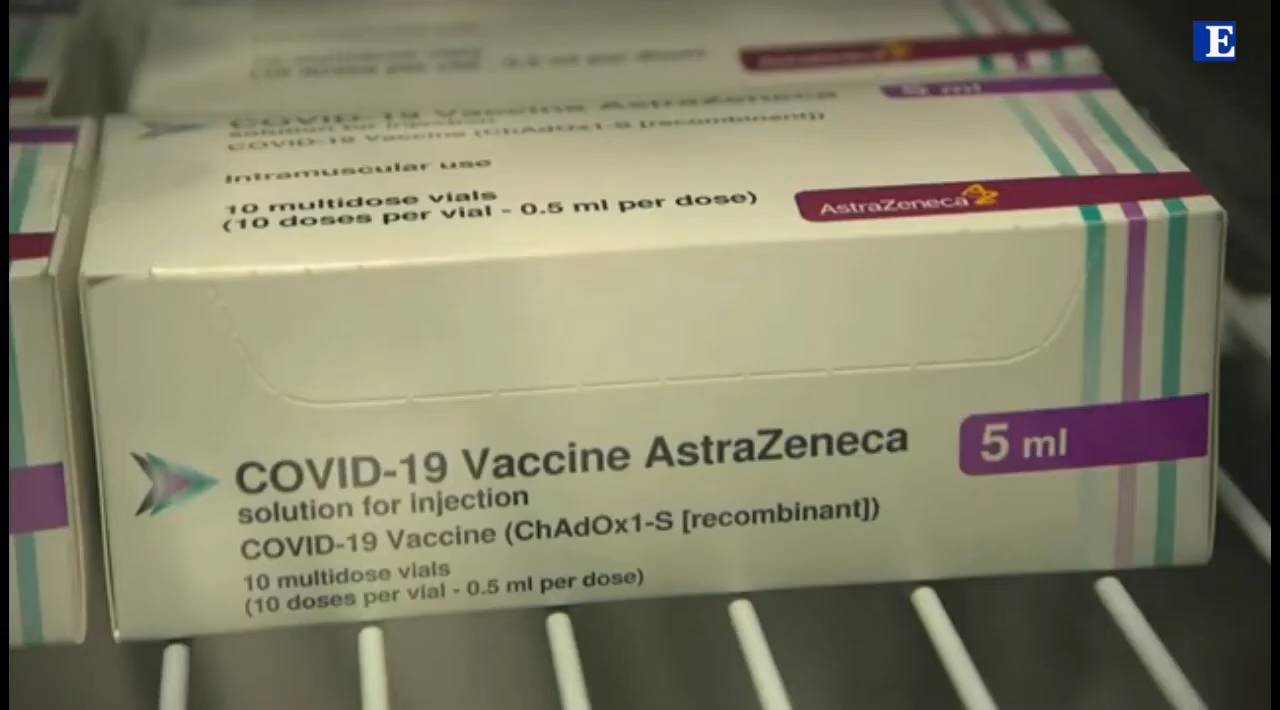 E
AstraZeneca
COVID-19 Vaccine AstraZeneca
5 ml
solution for injection
COVID-19 Vaccine (ChAdOx1-S [recombinant])
Intramuscular use
10 multidose vials
(10 doses per vial - 0.5 ml per dose)
AstraZeneca
COVID-19 Vaccine AstraZeneca
5 ml
solution for injection
COVID-19 Vaccine (ChAdOx1-S [recombinant])
10 multidose vials
(10 doses per vial - 0.5 ml per dose)